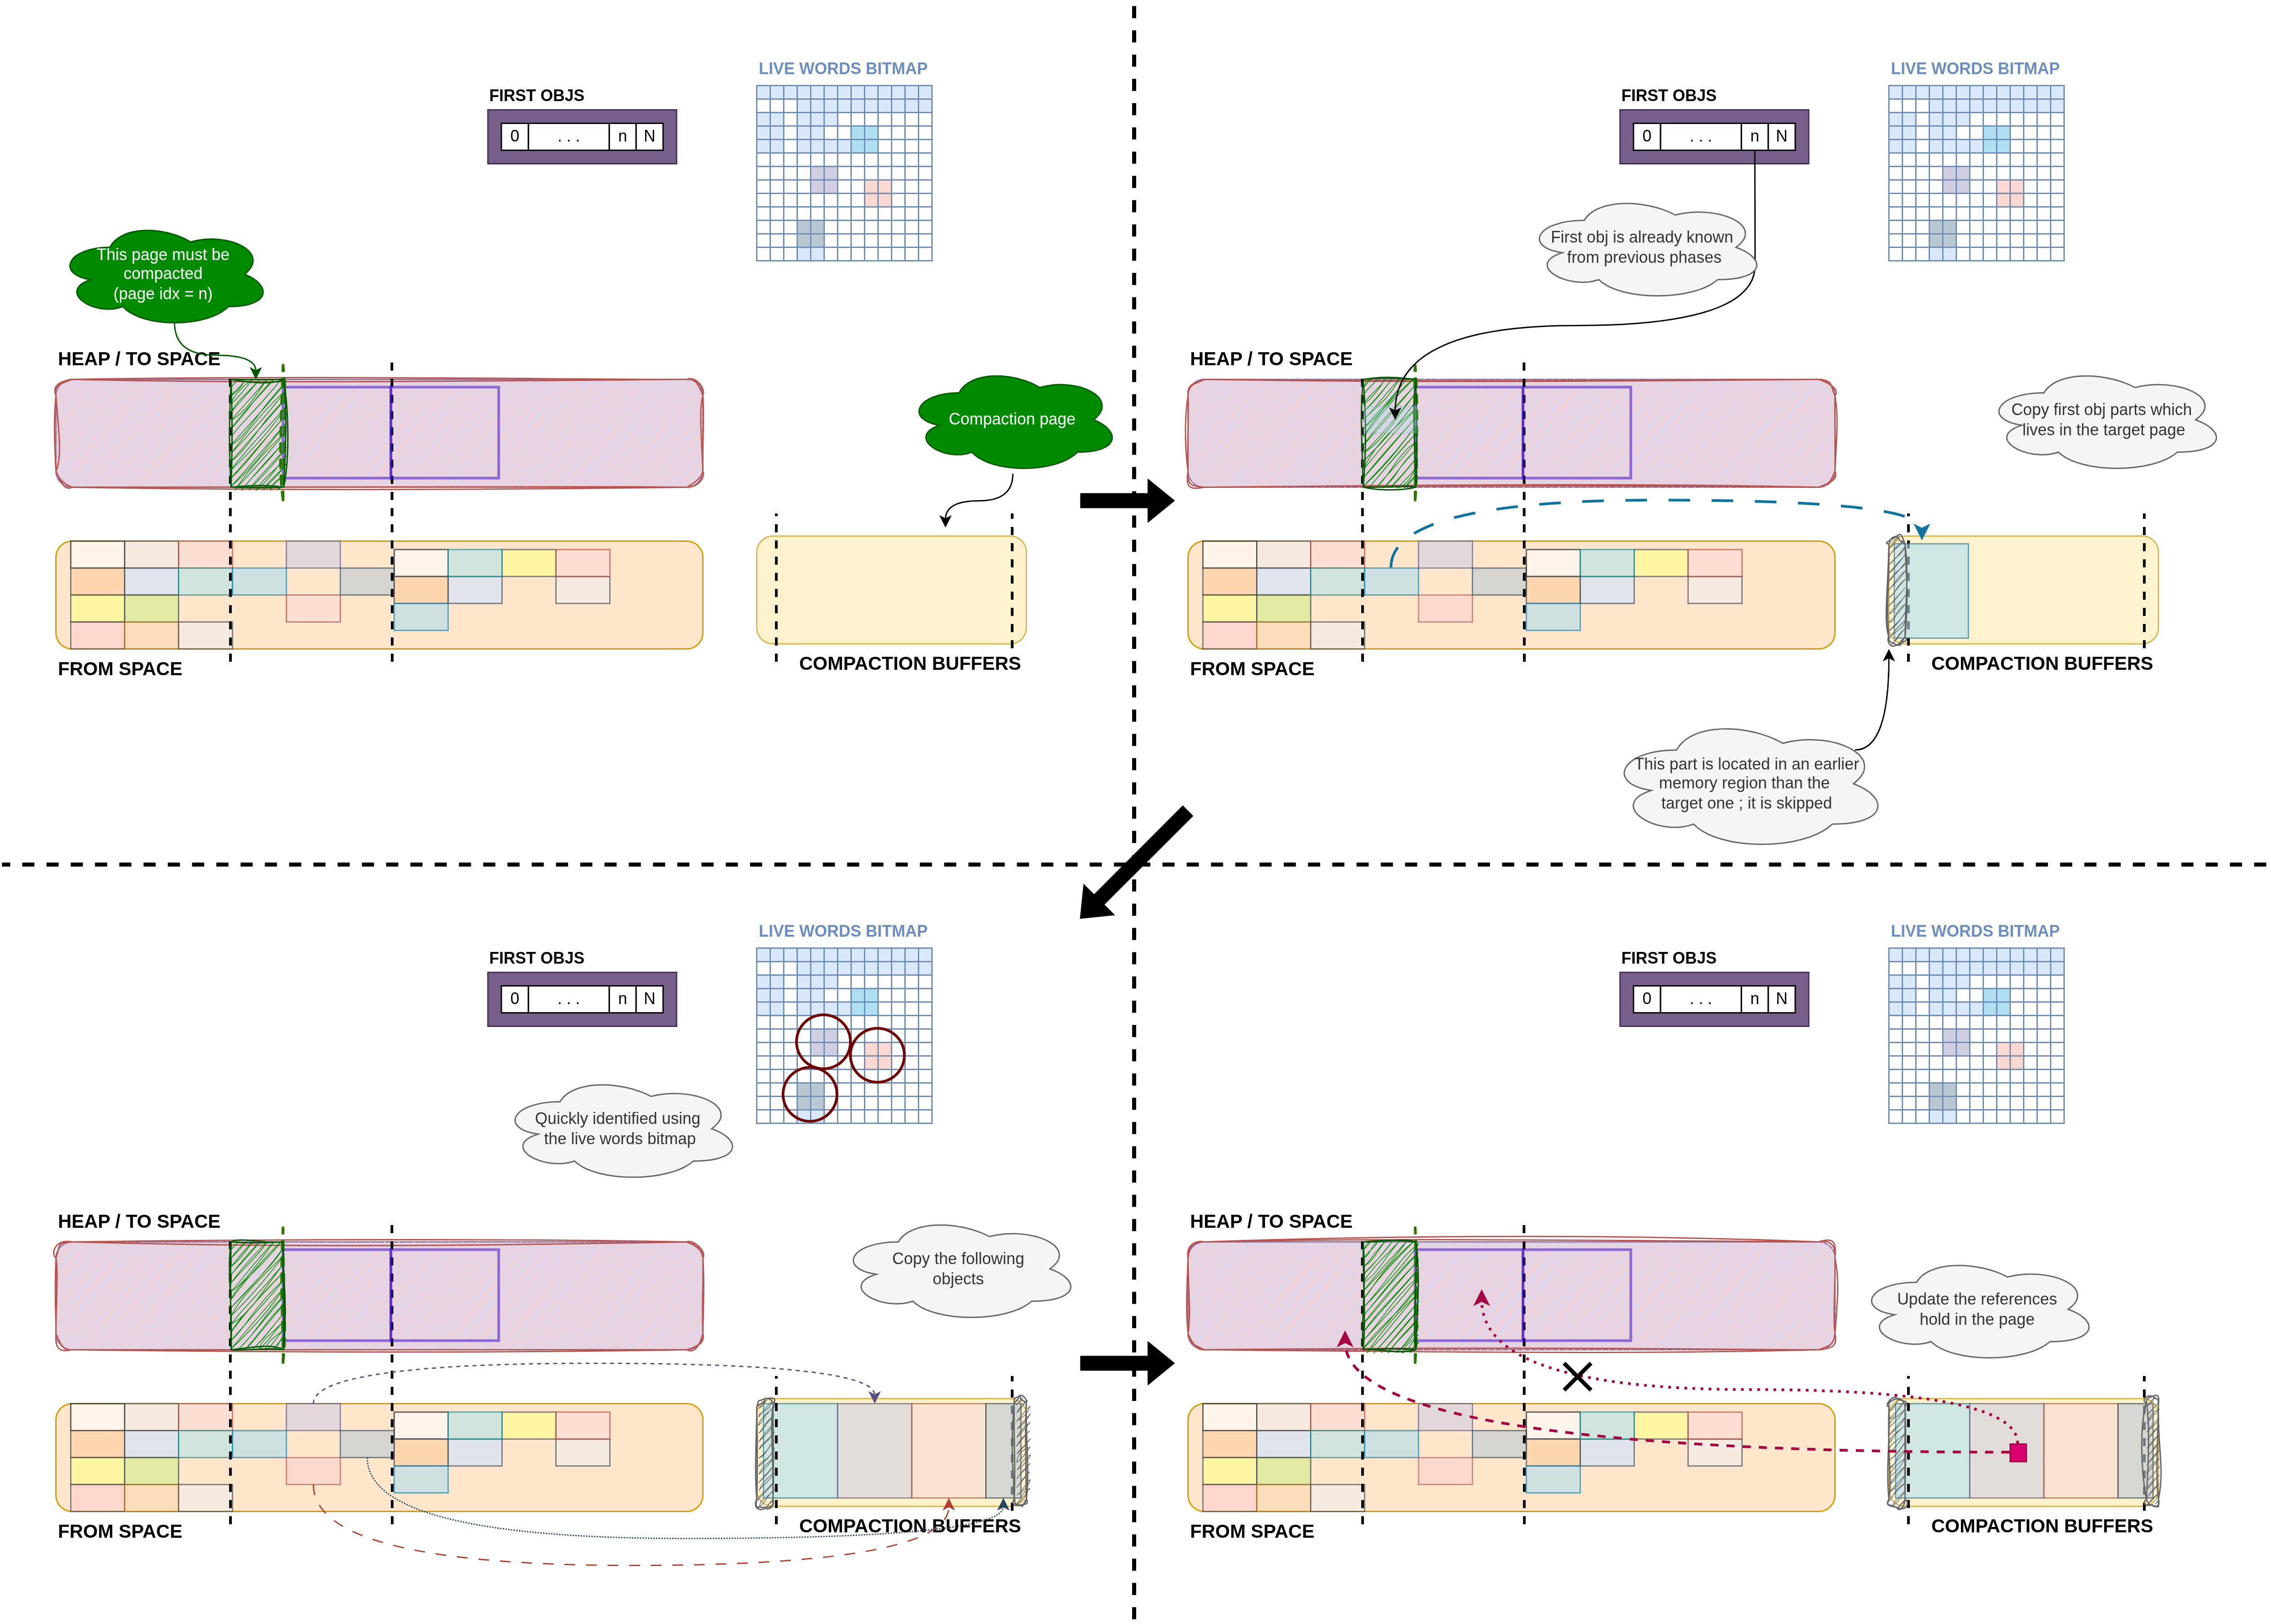 LIVE WORDS BITMAP
FIRST OBJS
0 . . . n N
This page must be
compacted
(page idx = n)
HEAP / TO SPACE
Compaction page
FROM SPACE
COMPACTION BUFFERS
LIVE WORDS BITMAP
FIRST OBJS
0 . . . n N
First obj is already known
from previous phases
HEAP / TO SPACE
Copy first obj parts which
lives in the target page
FROM SPACE
COMPACTION BUFFERS
This part is located in an earlier
memory region than the
target one ; it is skipped
LIVE WORDS BITMAP
FIRST OBJS
0 . . . n N
Quickly identified using
the live words bitmap
HEAP / TO SPACE
Copy the following
objects
FROM SPACE
COMPACTION BUFFERS
LIVE WORDS BITMAP
FIRST OBJS
0 . . . n N
HEAP / TO SPACE
Update the references
hold in the page
FROM SPACE
COMPACTION BUFFERS